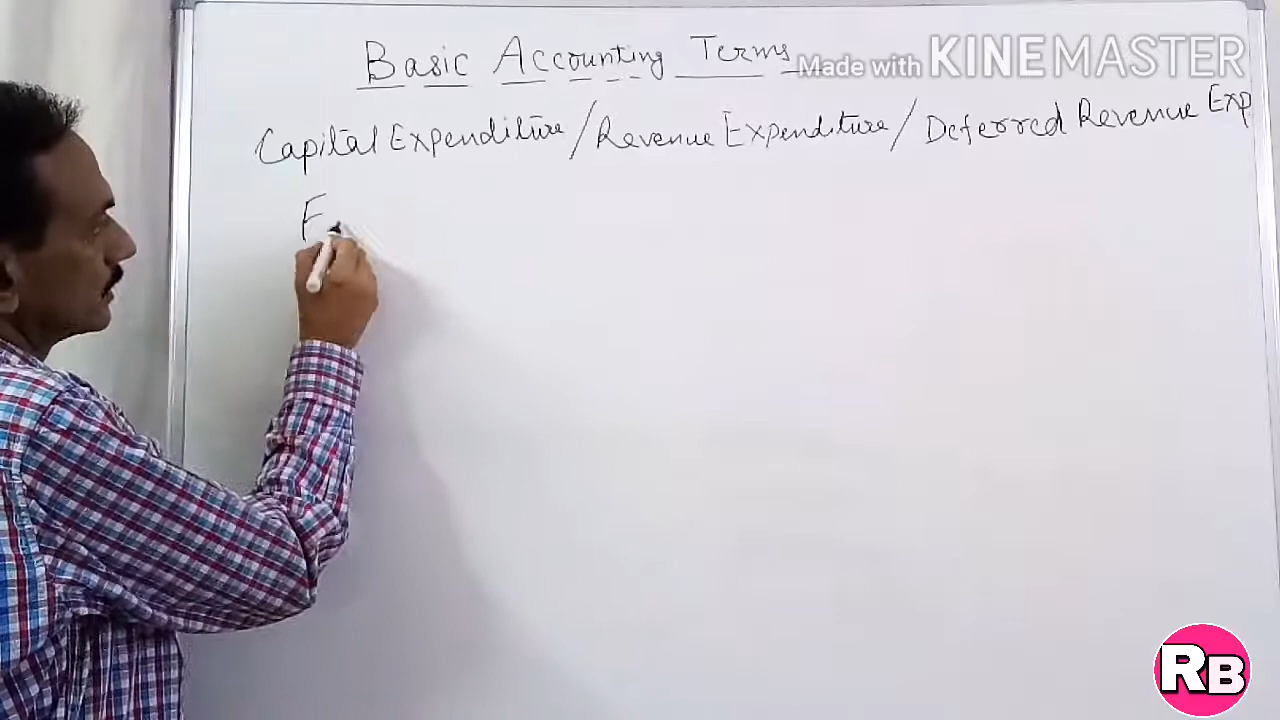 Basic Accounting Terms
Made with KINEMASTER
Capital Expenditure / Revenue Expenditure / Deferred Revenue Exp
E
RB